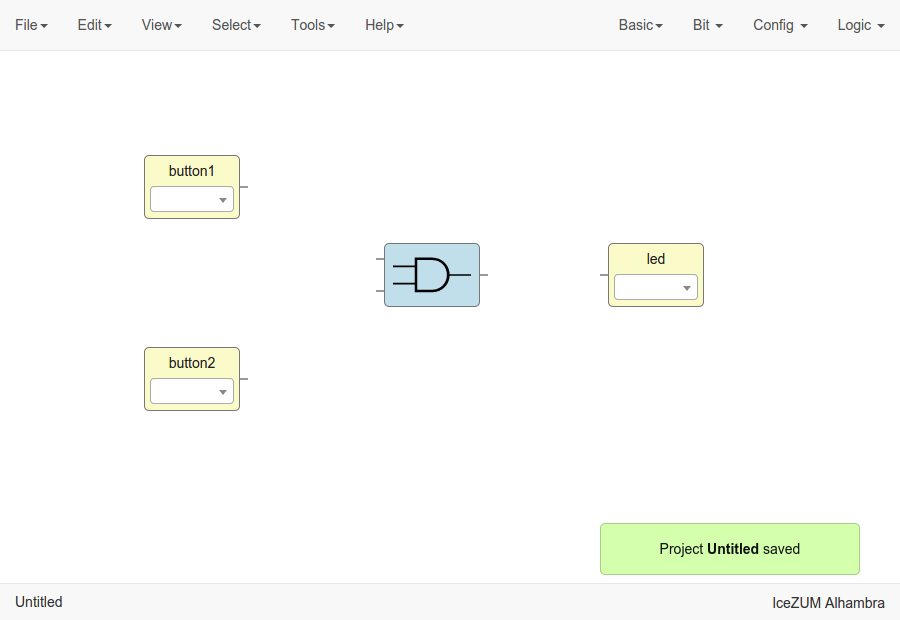 File Edit View Select Tools Help Basic Bit Config Logic
button1
led
button2
Project Untitled saved
Untitled IceZUM Alhambra